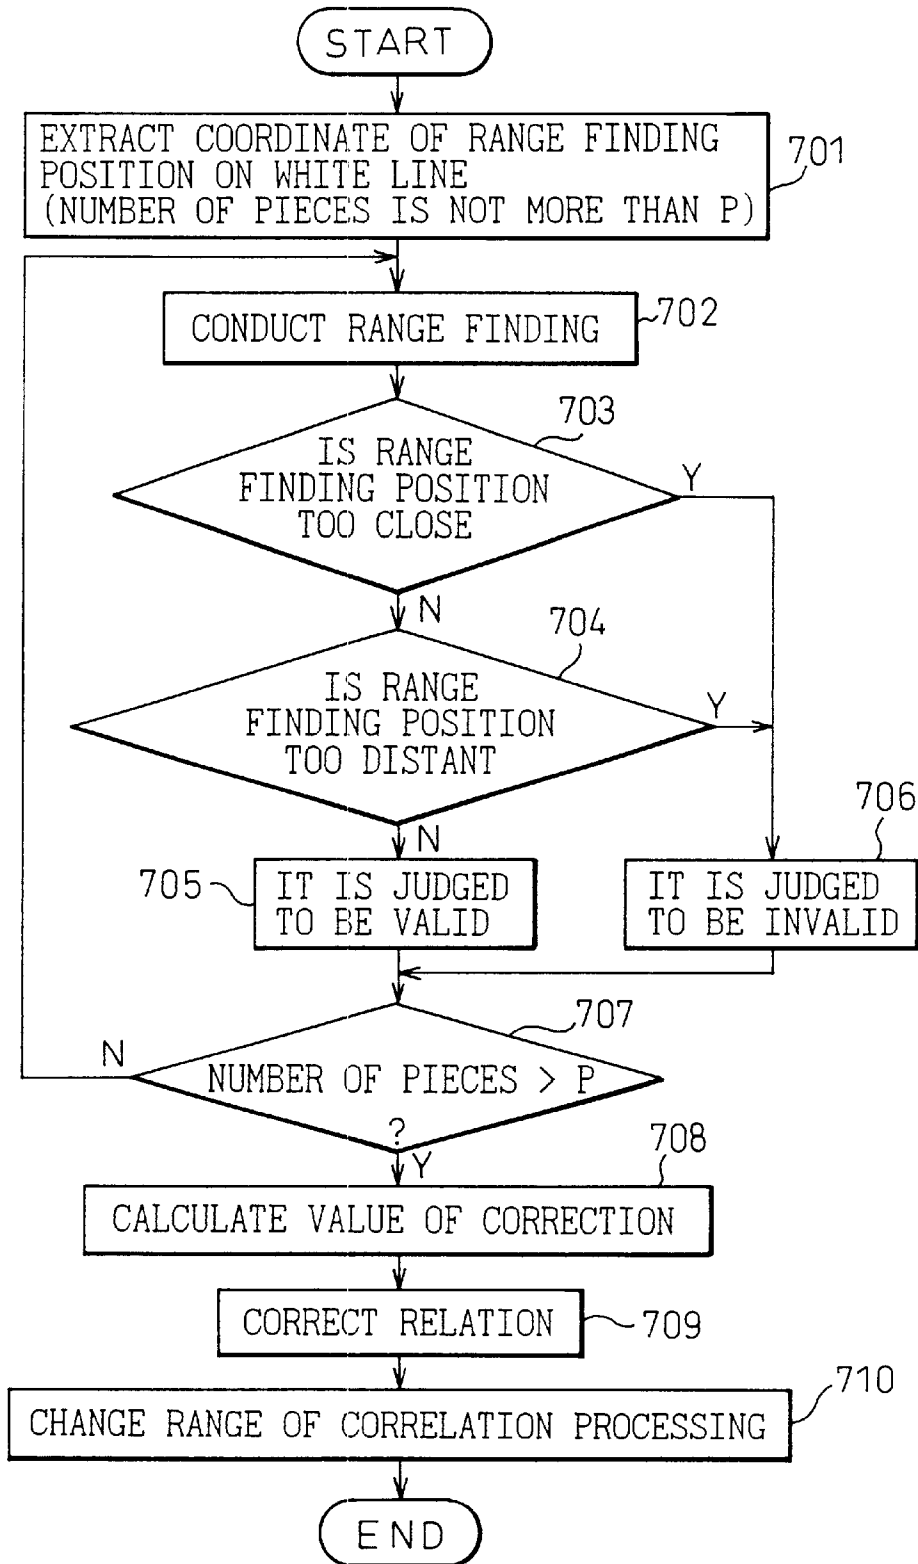 START
EXTRACT COORDINATE OF RANGE FINDING
POSITION ON WHITE LINE
(NUMBER OF PIECES IS NOT MORE THAN P)
701
CONDUCT RANGE FINDING
702
703
IS RANGE
FINDING POSITION
TOO CLOSE
Y
N
704
IS RANGE
FINDING POSITION
TOO DISTANT
Y
N
705
IT IS JUDGED
TO BE VALID
706
IT IS JUDGED
TO BE INVALID
707
N
NUMBER OF PIECES > P
?
Y
708
CALCULATE VALUE OF CORRECTION
CORRECT RELATION
709
710
CHANGE RANGE OF CORRELATION PROCESSING
END